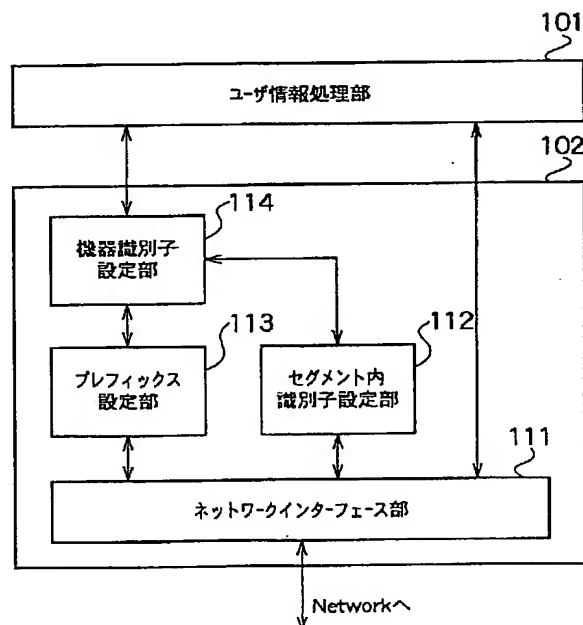 101
ユーザ情報処理部
102
114
機器識別子
設定部
113
プレフィックス
設定部
112
セグメント内
識別子設定部
111
ネットワークインターフェース部
Networkへ